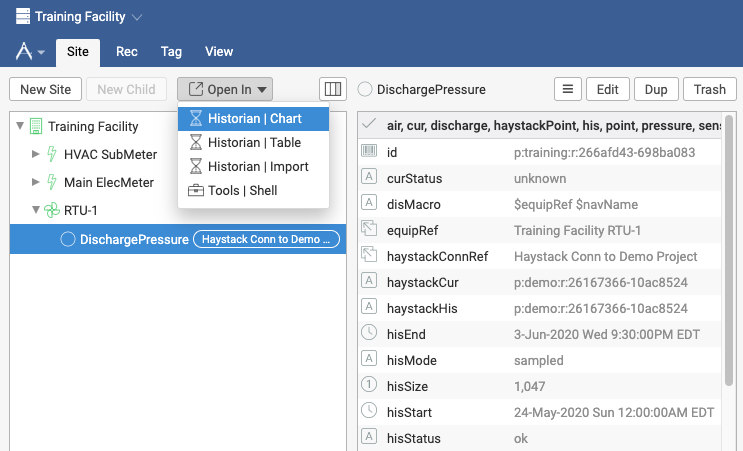 Training Facility
Site Rec Tag View
New Site New Child Open In DischargePressure Edit Dup Trash
Historian | Chart
Historian | Table
Historian | Import
Tools | Shell
Training Facility
HVAC SubMeter
Main ElecMeter
RTU-1
DischargePressure Haystack Conn to Demo ...
air, cur, discharge, haystackPoint, his, point, pressure, sens
id p:training:r:266afd43-698ba083
A curStatus unknown
A disMacro $equipRef $navName
equipRef Training Facility RTU-1
haystackConnRef Haystack Conn to Demo Project
A haystackCur p:demo:r:26167366-10ac8524
A haystackHis p:demo:r:26167366-10ac8524
hisEnd 3-Jun-2020 Wed 9:30:00PM EDT
A hisMode sampled
1 hisSize 1,047
hisStart 24-May-2020 Sun 12:00:00AM EDT
A hisStatus ok